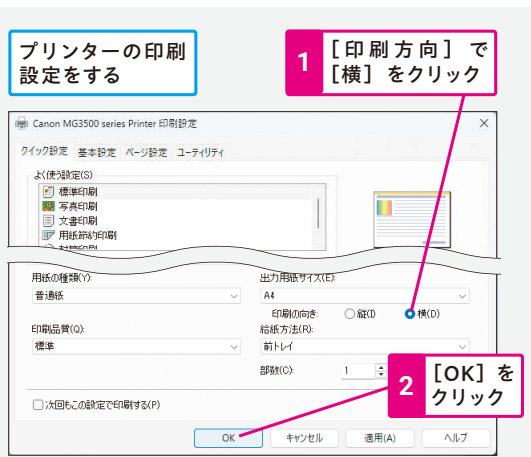 プリンターの印刷
設定をする
1
［印刷方向］で
［横］をクリック
Canon MG3500 series Printer 印刷設定
クイック設定 基本設定 ページ設定 ユーティリティ
よく使う設定(S)
標準印刷
写真印刷
文書印刷
用紙節約印刷
用紙の種類(Y):
普通紙
出力用紙サイズ(E):
A4
印刷の向き: 縦(I) 横(D)
印刷品質(Q):
標準
給紙方法(R):
前トレイ
部数(C): 1
2
［OK］を
クリック
次回もこの設定で印刷する(P)
OK キャンセル 適用(A) ヘルプ